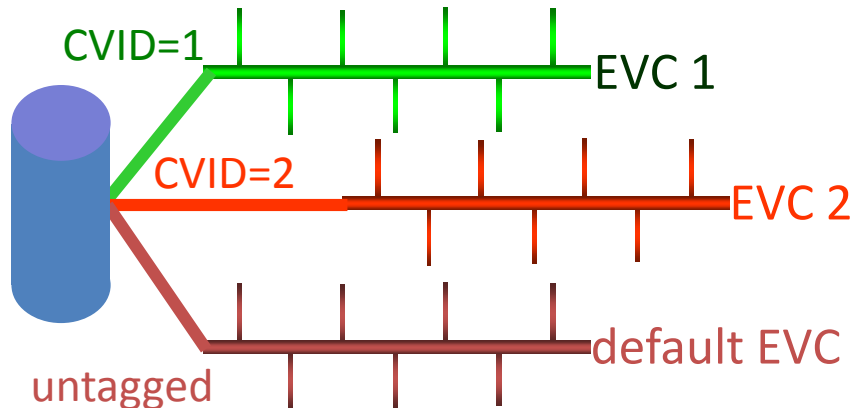 CVID=1
EVC 1
CVID=2
EVC 2
default EVC
untagged